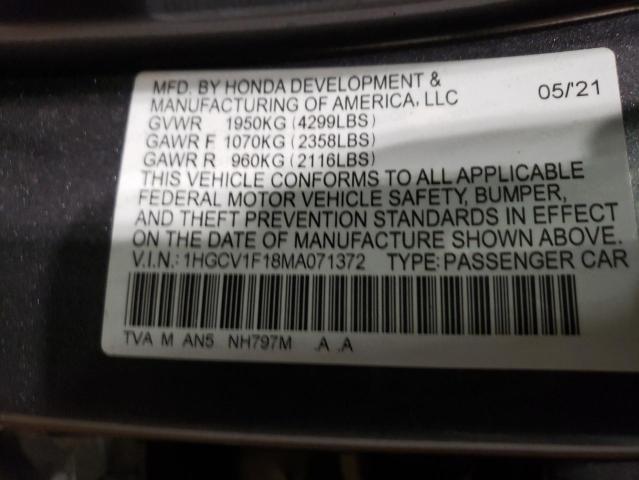 MFD. BY HONDA DEVELOPMENT &
MANUFACTURING OF AMERICA, LLC 05/'21
GVWR 1950KG (4299LBS)
GAWR F 1070KG (2358LBS)
GAWR R 960KG (2116LBS)
THIS VEHICLE CONFORMS TO ALL APPLICABLE
FEDERAL MOTOR VEHICLE SAFETY, BUMPER,
AND THEFT PREVENTION STANDARDS IN EFFECT
ON THE DATE OF MANUFACTURE SHOWN ABOVE.
V.I.N.: 1HGCV1F18MA071372 TYPE: PASSENGER CAR
TVA M AN5 NH797M .A .A